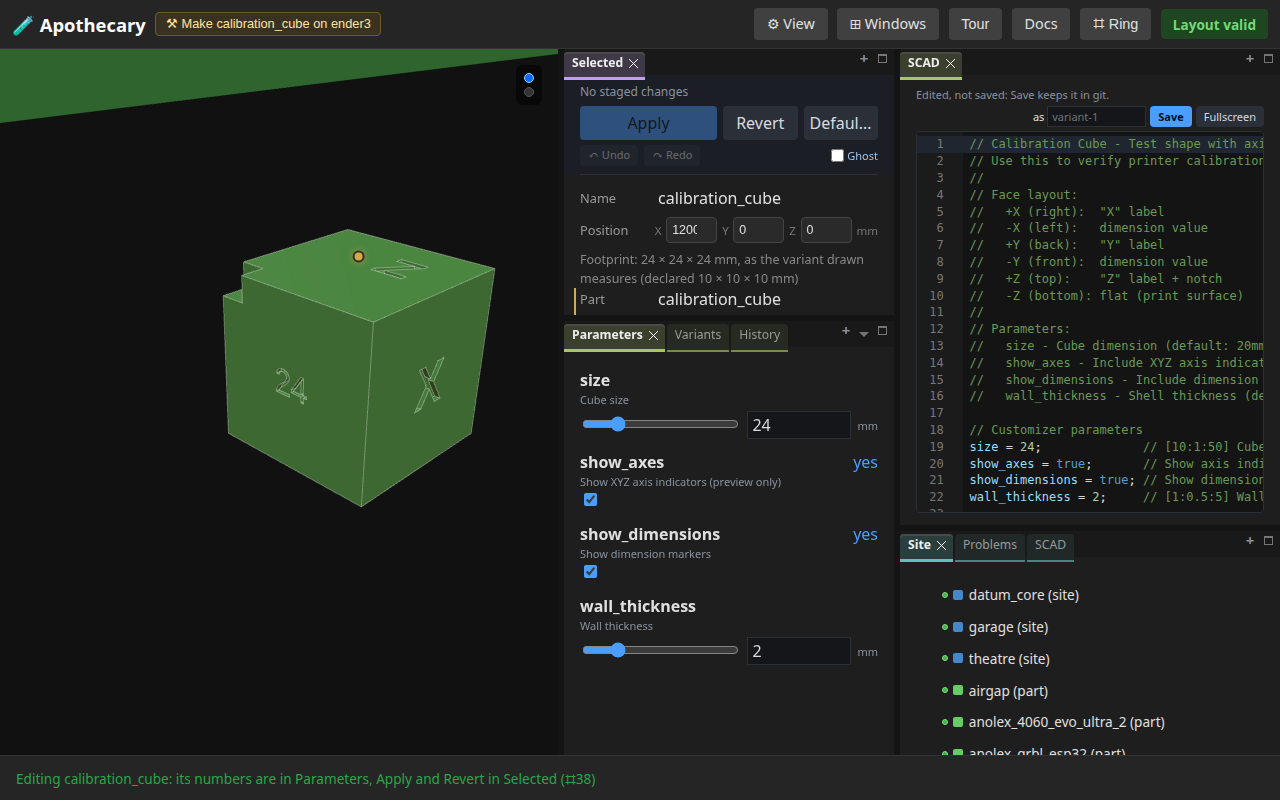 🧪 Apothecary
⚒ Make calibration_cube on ender3
⚙ View
⊞ Windows
Tour
Docs
⌗ Ring
Layout valid
24
X
Z
Selected
No staged changes
Apply
Revert
Defaul...
↶ Undo
↷ Redo
Ghost
Name
calibration_cube
Position
X 1200
Y 0
Z 0
mm
Footprint: 24 × 24 × 24 mm, as the variant drawn
measures (declared 10 × 10 × 10 mm)
Part
calibration_cube
Parameters
Variants
History
size
Cube size
24
mm
show_axes
yes
Show XYZ axis indicators (preview only)
show_dimensions
yes
Show dimension markers
wall_thickness
Wall thickness
2
mm
SCAD
Edited, not saved: Save keeps it in git.
as
variant-1
Save
Fullscreen
1 // Calibration Cube - Test shape with axi
2 // Use this to verify printer calibration
3 //
4 // Face layout:
5 //   +X (right):  "X" label
6 //   -X (left):   dimension value
7 //   +Y (back):   "Y" label
8 //   -Y (front):  dimension value
9 //   +Z (top):    "Z" label + notch
10 //   -Z (bottom): flat (print surface)
11 //
12 // Parameters:
13 //   size - Cube dimension (default: 20mm
14 //   show_axes - Include XYZ axis indicat
15 //   show_dimensions - Include dimension
16 //   wall_thickness - Shell thickness (de
17
18 // Customizer parameters
19 size = 24;             // [10:1:50] Cube
20 show_axes = true;      // Show axis indi
21 show_dimensions = true; // Show dimension
22 wall_thickness = 2;     // [1:0.5:5] Wall
Site
Problems
SCAD
datum_core (site)
garage (site)
theatre (site)
airgap (part)
anolex_4060_evo_ultra_2 (part)
anolex_grbl_esp32 (part)
Editing calibration_cube: its numbers are in Parameters, Apply and Revert in Selected (⌗38)